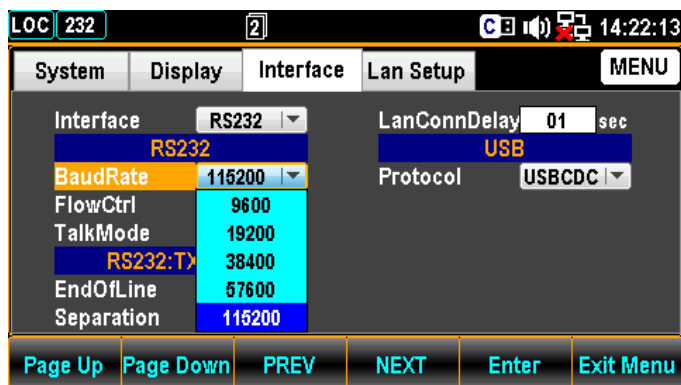 LOC 232 2 C 14:22:13
System Display Interface Lan Setup MENU
Interface RS232 LanConnDelay 01 sec
RS232 USB
BaudRate 115200 Protocol USBCDC
FlowCtrl 9600
TalkMode 19200
RS232:TX 38400
EndOfLine 57600
Separation 115200
Page Up Page Down PREV NEXT Enter Exit Menu